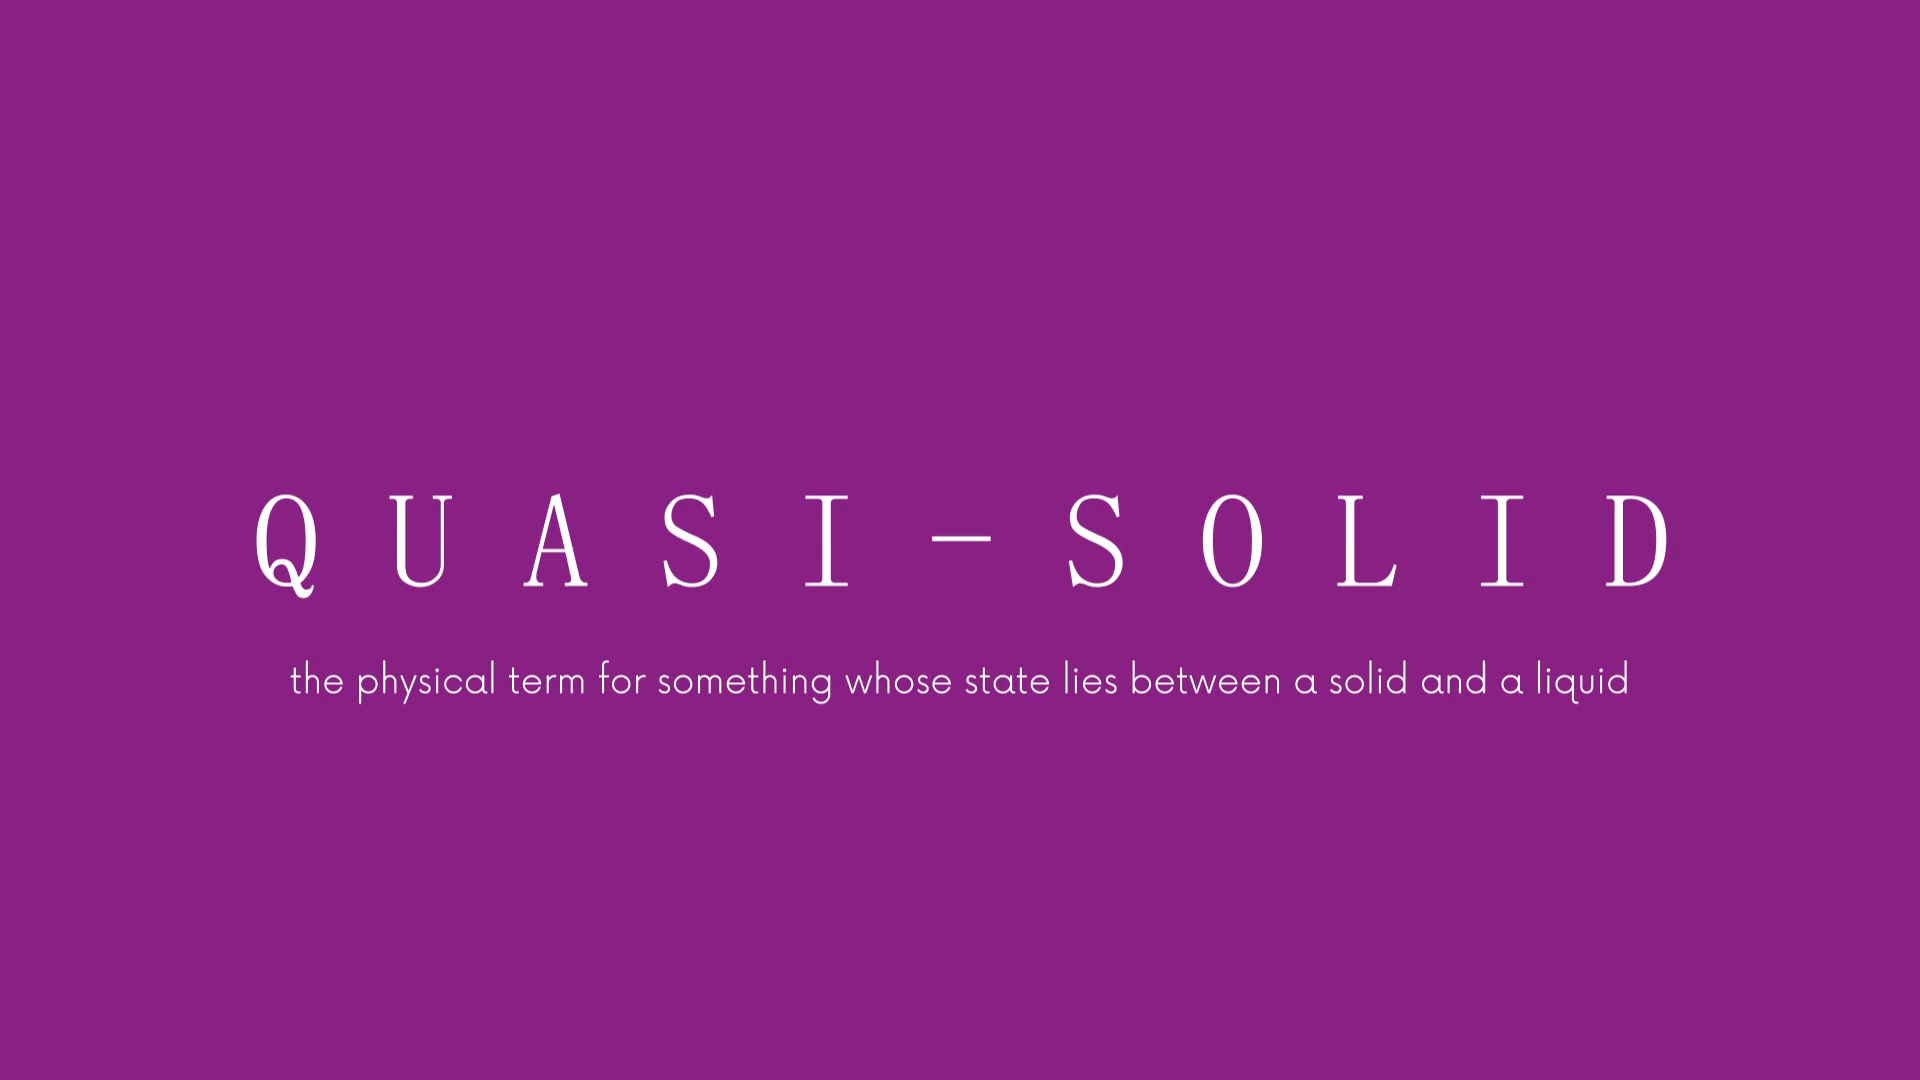 QUASI-SOLID
the physical term for something whose state lies between a solid and a liquid